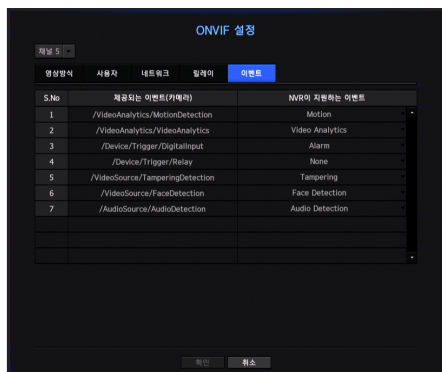 ONVIF 설정
채널 5
영상방식 사용자 네트워크 릴레이 이벤트
S.No 제공되는 이벤트(카메라) NVR이 지원하는 이벤트
1 /VideoAnalytics/MotionDetection Motion
2 /VideoAnalytics/VideoAnalytics Video Analytics
3 /Device/Trigger/DigitalInput Alarm
4 /Device/Trigger/Relay None
5 /VideoSource/TamperingDetection Tampering
6 /VideoSource/FaceDetection Face Detection
7 /AudioSource/AudioDetection Audio Detection
확인 취소